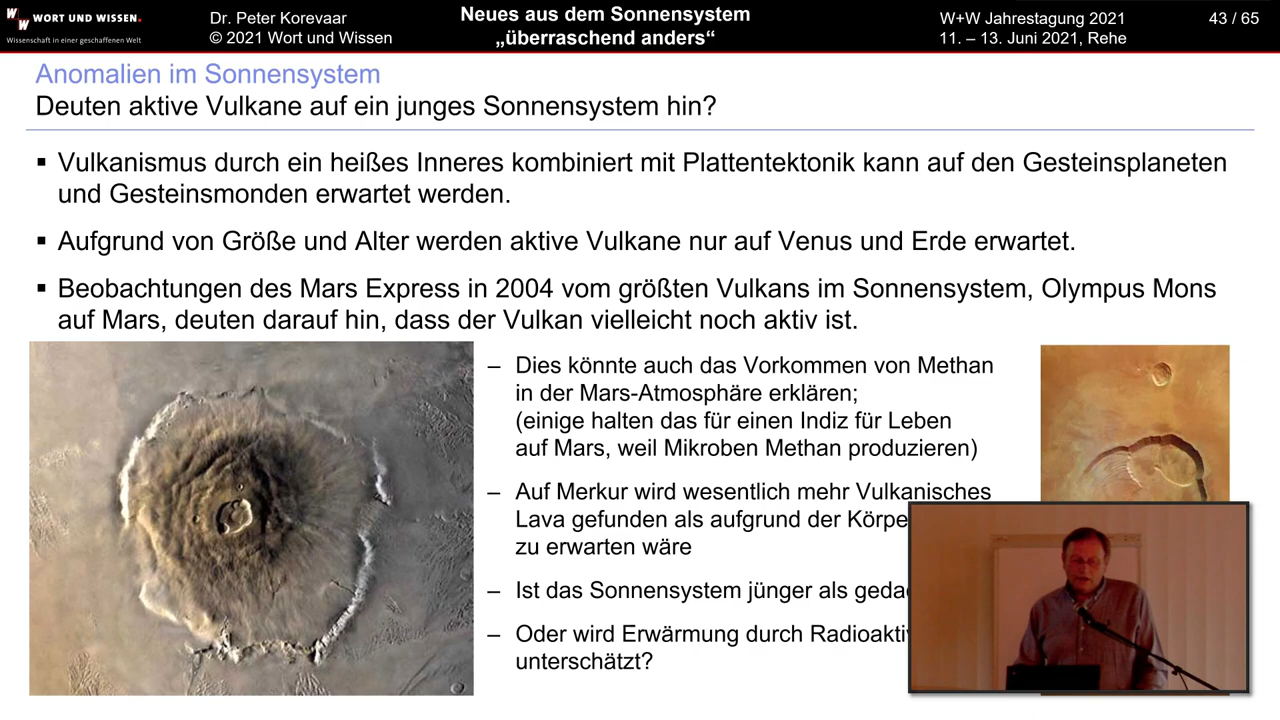 W+W WORT UND WISSEN.
Wissenschaft in einer geschaffenen Welt
Dr. Peter Korevaar
© 2021 Wort und Wissen
Neues aus dem Sonnensystem
„überraschend anders“
W+W Jahrestagung 2021
11. – 13. Juni 2021, Rehe
43 / 65
Anomalien im Sonnensystem
Deuten aktive Vulkane auf ein junges Sonnensystem hin?
▪ Vulkanismus durch ein heißes Inneres kombiniert mit Plattentektonik kann auf den Gesteinsplaneten
und Gesteinsmonden erwartet werden.
▪ Aufgrund von Größe und Alter werden aktive Vulkane nur auf Venus und Erde erwartet.
▪ Beobachtungen des Mars Express in 2004 vom größten Vulkans im Sonnensystem, Olympus Mons
auf Mars, deuten darauf hin, dass der Vulkan vielleicht noch aktiv ist.
– Dies könnte auch das Vorkommen von Methan
in der Mars-Atmosphäre erklären;
(einige halten das für einen Indiz für Leben
auf Mars, weil Mikroben Methan produzieren)
– Auf Merkur wird wesentlich mehr Vulkanisches
Lava gefunden als aufgrund der Körpe
zu erwarten wäre
– Ist das Sonnensystem jünger als geda
– Oder wird Erwärmung durch Radioakti
unterschätzt?